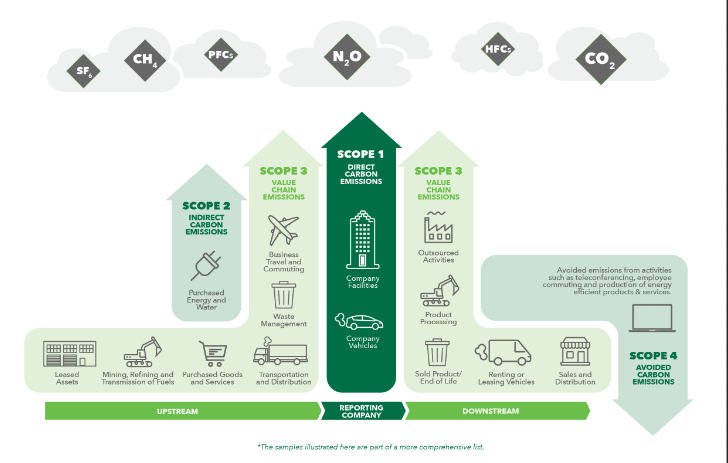 SF6
CH4
PFCs
N2O
HFCs
CO2
SCOPE 1
DIRECT
CARBON
EMISSIONS
Company
Facilities
Company
Vehicles
SCOPE 2
INDIRECT
CARBON
EMISSIONS
Purchased
Energy and
Water
SCOPE 3
VALUE
CHAIN
EMISSIONS
Business
Travel and
Commuting
Waste
Management
Leased
Assets
Mining, Refining and
Transmission of Fuels
Purchased Goods
and Services
Transportation
and Distribution
SCOPE 3
VALUE
CHAIN
EMISSIONS
Outsourced
Activities
Product
Processing
Sold Product/
End of Life
Renting or
Leasing Vehicles
Sales and
Distribution
Avoided emissions from activities
such as teleconferencing, employee
commuting and production of energy
efficient products & services.
SCOPE 4
AVOIDED
CARBON
EMISSIONS
UPSTREAM
REPORTING
COMPANY
DOWNSTREAM
*The samples illustrated here are part of a more comprehensive list.